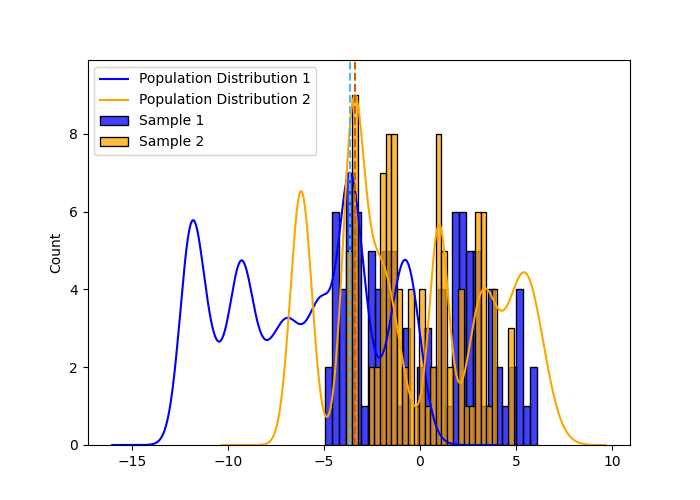 Population Distribution 1
Population Distribution 2
Sample 1
Sample 2
Count
8
6
4
2
0
−15 −10 −5 0 5 10